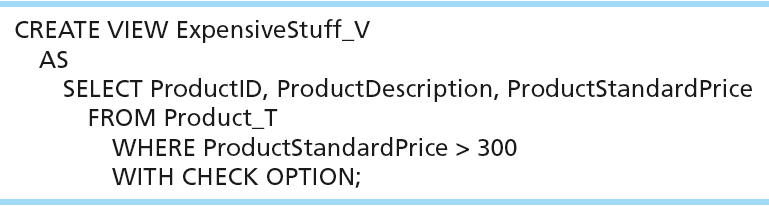 CREATE VIEW ExpensiveStuff_V
AS
SELECT ProductID, ProductDescription, ProductStandardPrice
FROM Product_T
WHERE ProductStandardPrice > 300
WITH CHECK OPTION;